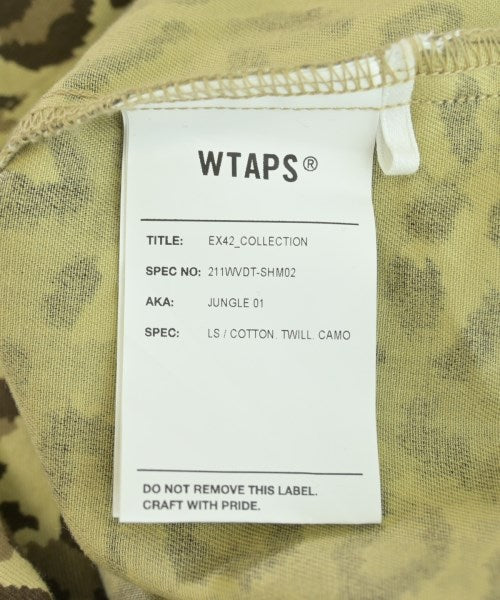 WTAPS®
TITLE: EX42_COLLECTION
SPEC NO: 211WVDT-SHM02
AKA: JUNGLE 01
SPEC: LS / COTTON. TWILL. CAMO
DO NOT REMOVE THIS LABEL.
CRAFT WITH PRIDE.